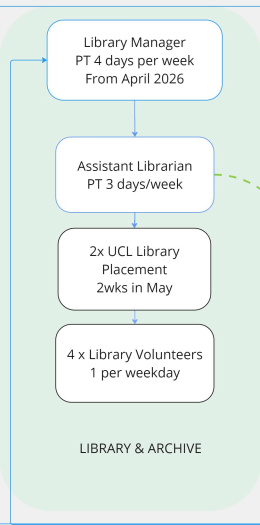 Library Manager
PT 4 days per week
From April 2026
Assistant Librarian
PT 3 days/week
2x UCL Library
Placement
2wks in May
4 x Library Volunteers
1 per weekday
LIBRARY & ARCHIVE